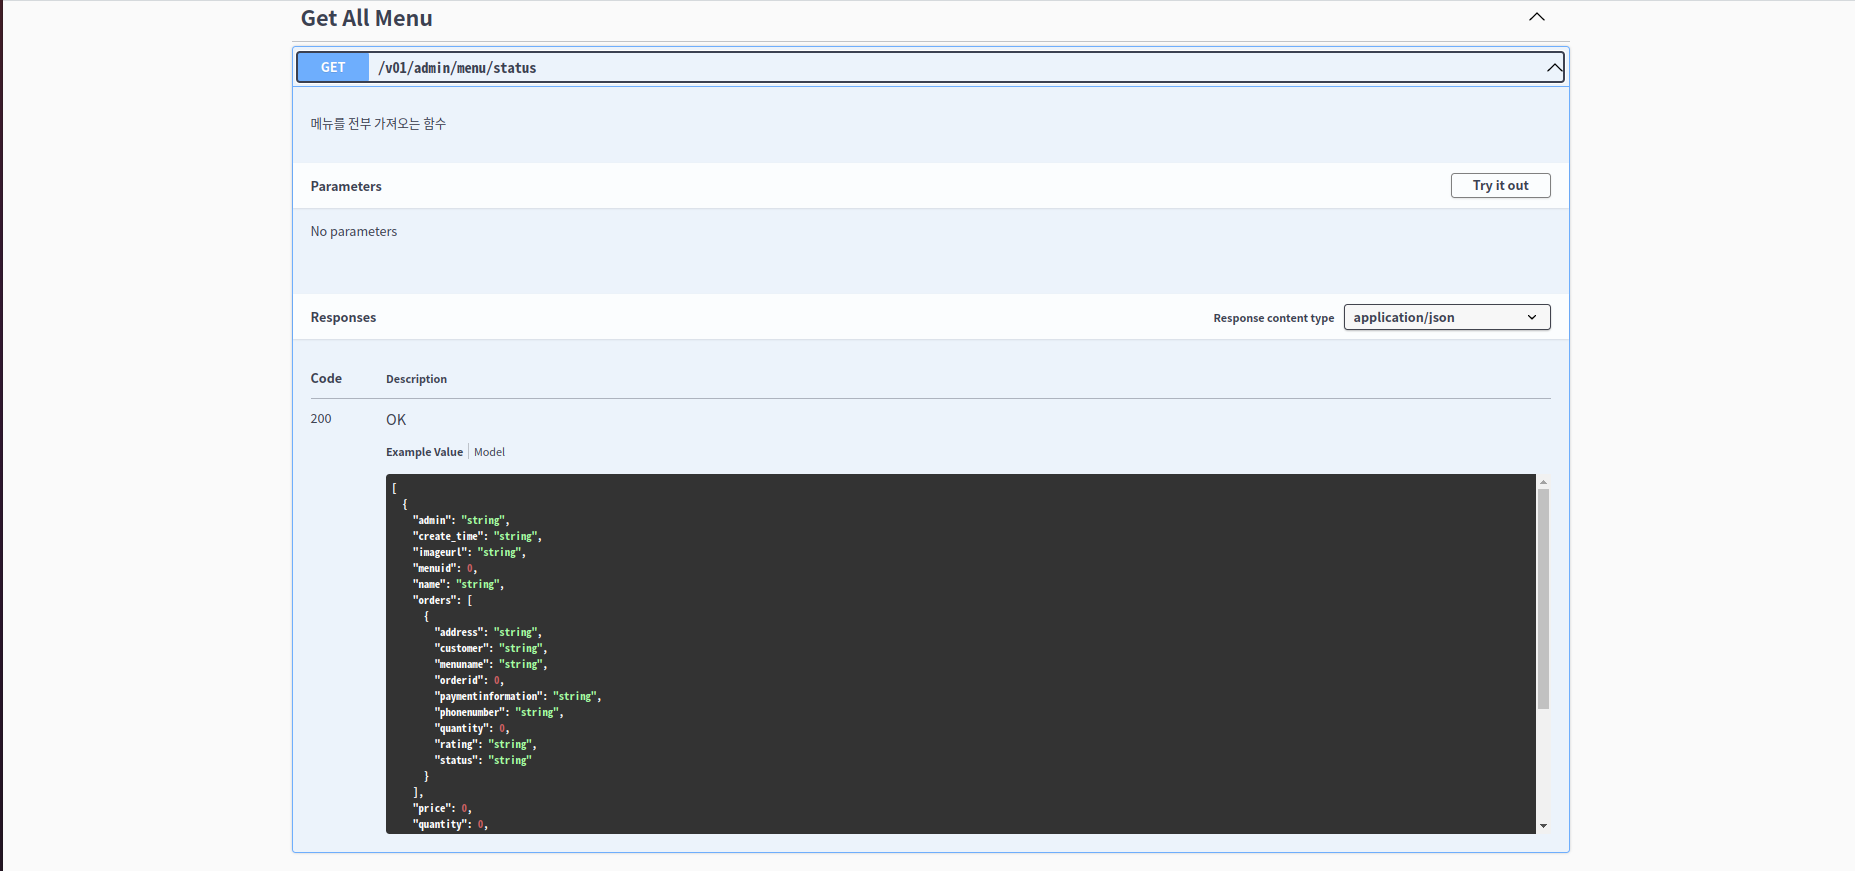 Get All Menu
GET /v01/admin/menu/status
메뉴를 전부 가져오는 함수
Parameters
Try it out
No parameters
Responses
Response content type
application/json
Code Description
200 OK
Example Value Model
[
  {
    "admin": "string",
    "create_time": "string",
    "imageurl": "string",
    "menuid": 0,
    "name": "string",
    "orders": [
      {
        "address": "string",
        "customer": "string",
        "menuname": "string",
        "orderid": 0,
        "paymentinformation": "string",
        "phonenumber": "string",
        "quantity": 0,
        "rating": "string",
        "status": "string"
      }
    ],
    "price": 0,
    "quantity": 0,